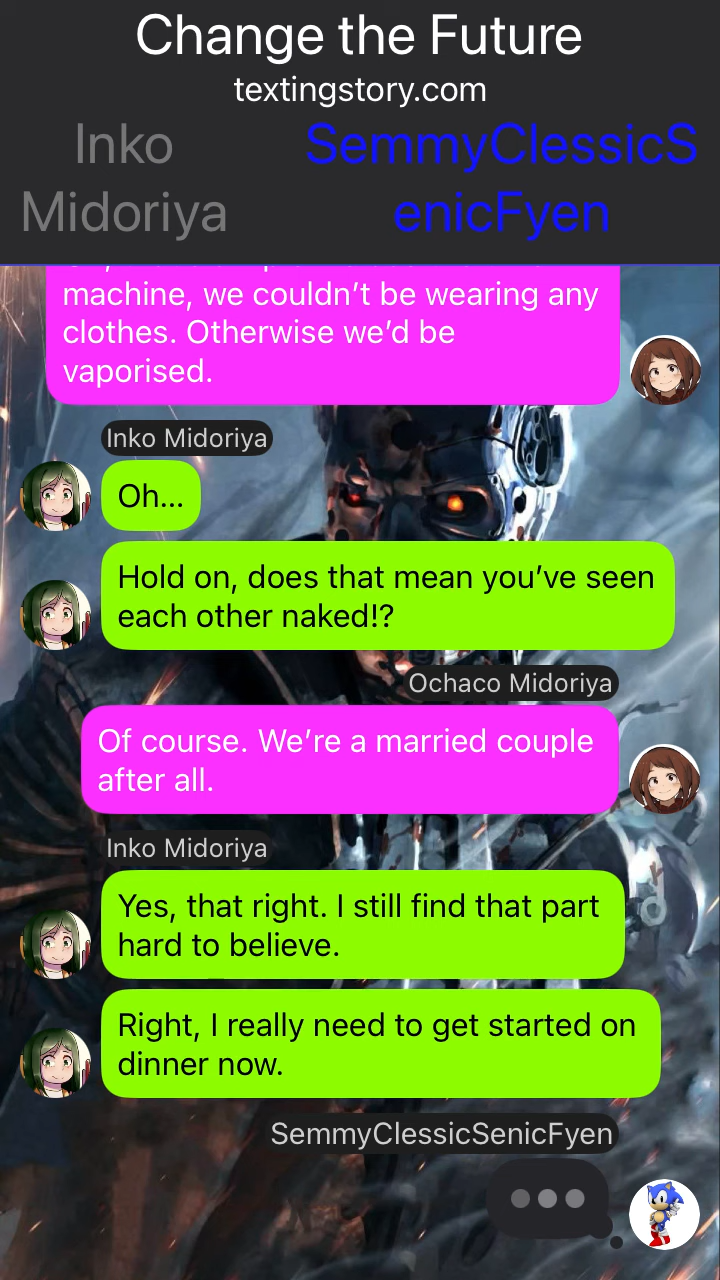 Change the Future
textingstory.com
Inko
Midoriya
SemmyClessicS
enicFyen
machine, we couldn't be wearing any
clothes. Otherwise we'd be
vaporised.
Inko Midoriya
Oh...
Hold on, does that mean you've seen
each other naked!?
Ochaco Midoriya
Of course. We're a married couple
after all.
Inko Midoriya
Yes, that right. I still find that part
hard to believe.
Right, I really need to get started on
dinner now.
SemmyClessicSenicFyen